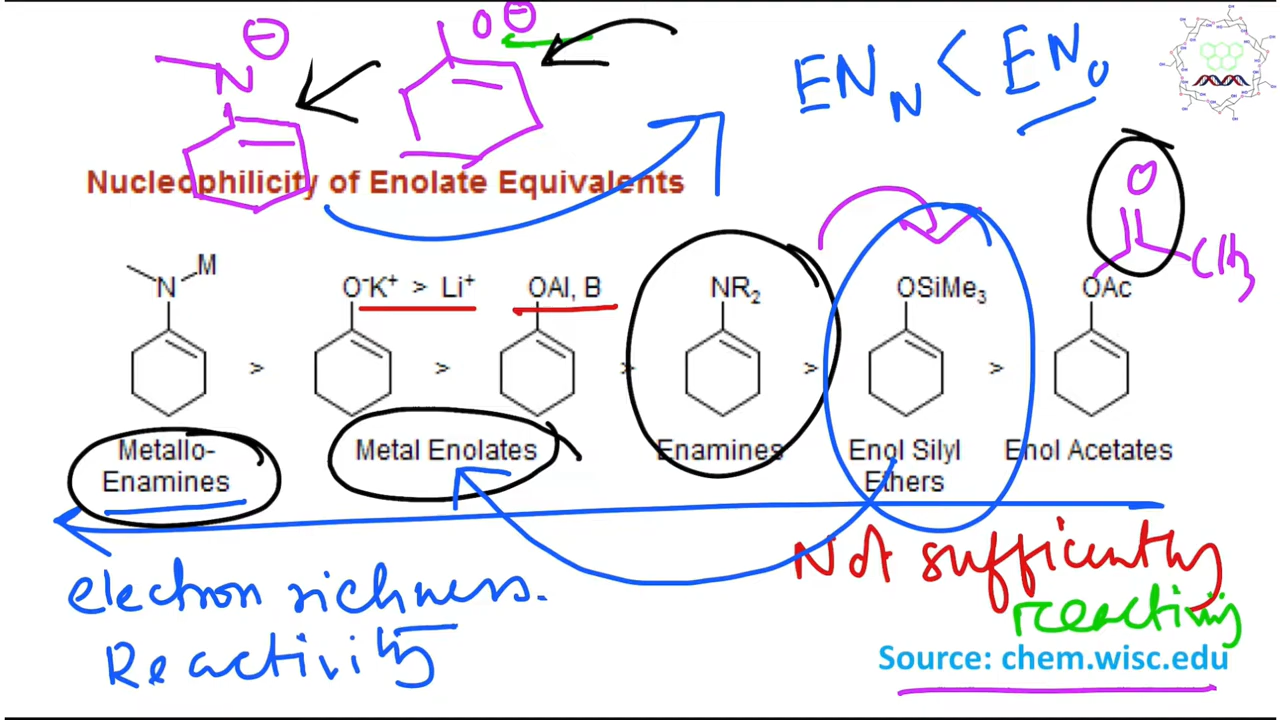 N⊖
O⊖
EN_N < EN_O
Nucleophilicity of Enolate Equivalents
O
CH3
N M
O⁻K⁺ > Li⁺
OAl, B
NR₂
OSiMe₃
OAc
> > > > >
Metallo-
Enamines
Metal Enolates
Enamines
Enol Silyl
Ethers
Enol Acetates
electron richness.
Reactivity
Not sufficiently
Source: chem.wisc.edu